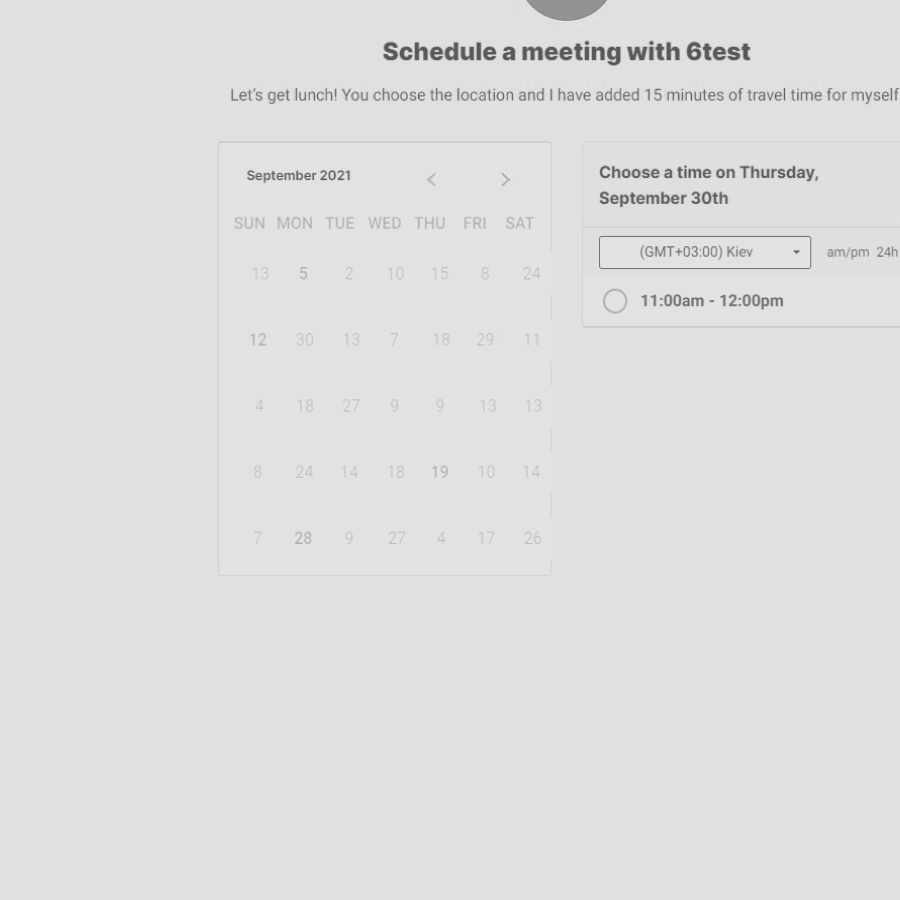 Schedule a meeting with 6test
Let's get lunch! You choose the location and I have added 15 minutes of travel time for myself
September 2021
SUN MON TUE WED THU FRI SAT
13 5 2 10 15 8 24
12 30 13 7 18 29 11
4 18 27 9 9 13 13
8 24 14 18 19 10 14
7 28 9 27 4 17 26
Choose a time on Thursday,
September 30th
(GMT+03:00) Kiev am/pm 24h
11:00am - 12:00pm